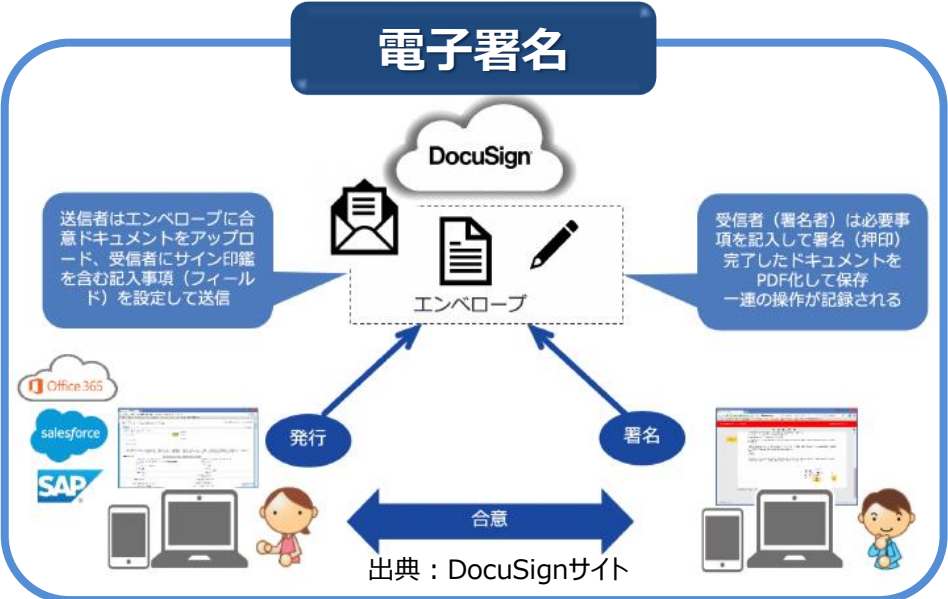 電子署名
DocuSign
送信者はエンベロープに合
意ドキュメントをアップロ
ード、受信者にサイン印鑑
を含む記入事項（フィール
ド）を設定して送信
エンベロープ
受信者（署名者）は必要事
項を記入して署名（押印）
完了したドキュメントを
PDF化して保存
一連の操作が記録される
Office 365
salesforce
SAP
発行
署名
合意
出典：DocuSignサイト